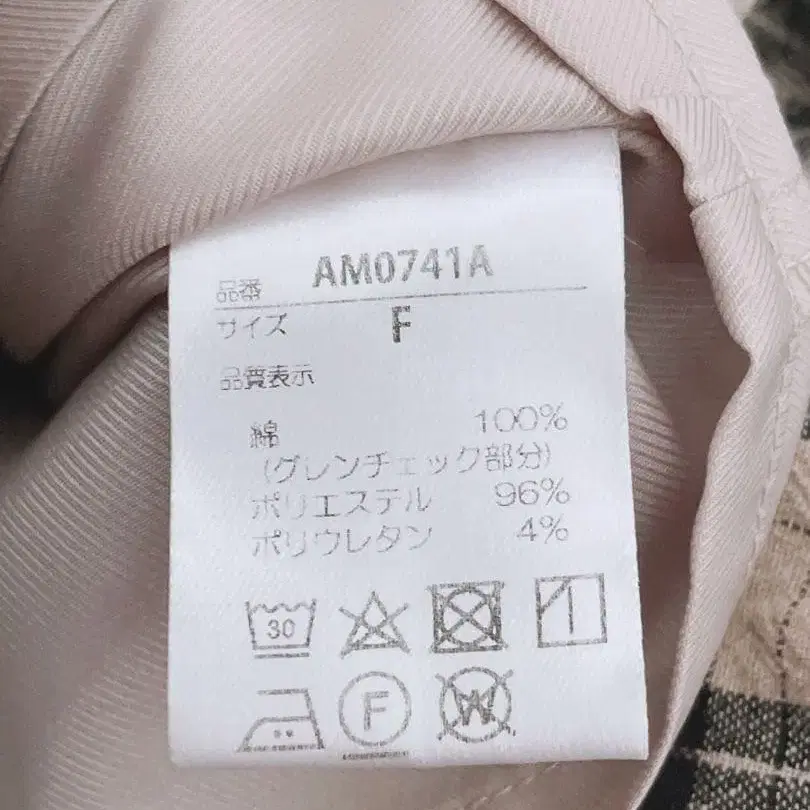 品番 AM0741A
サイズ F
品質表示
綿 100%
(グレンチェック部分)
ポリエステル 96%
ポリウレタン 4%
30
F W